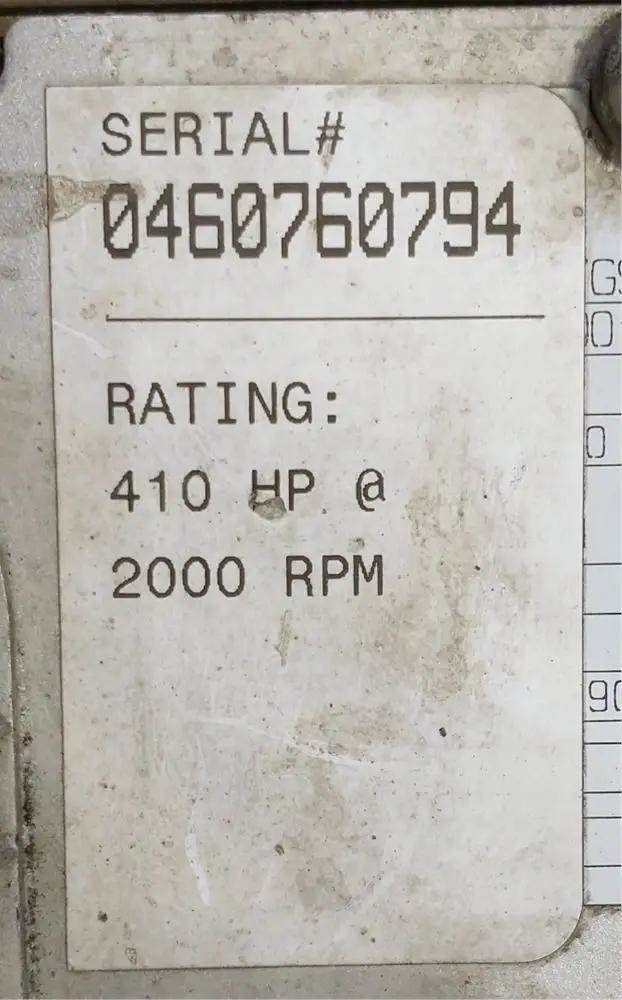 SERIAL#
0460760794
RATING:
410 HP @
2000 RPM